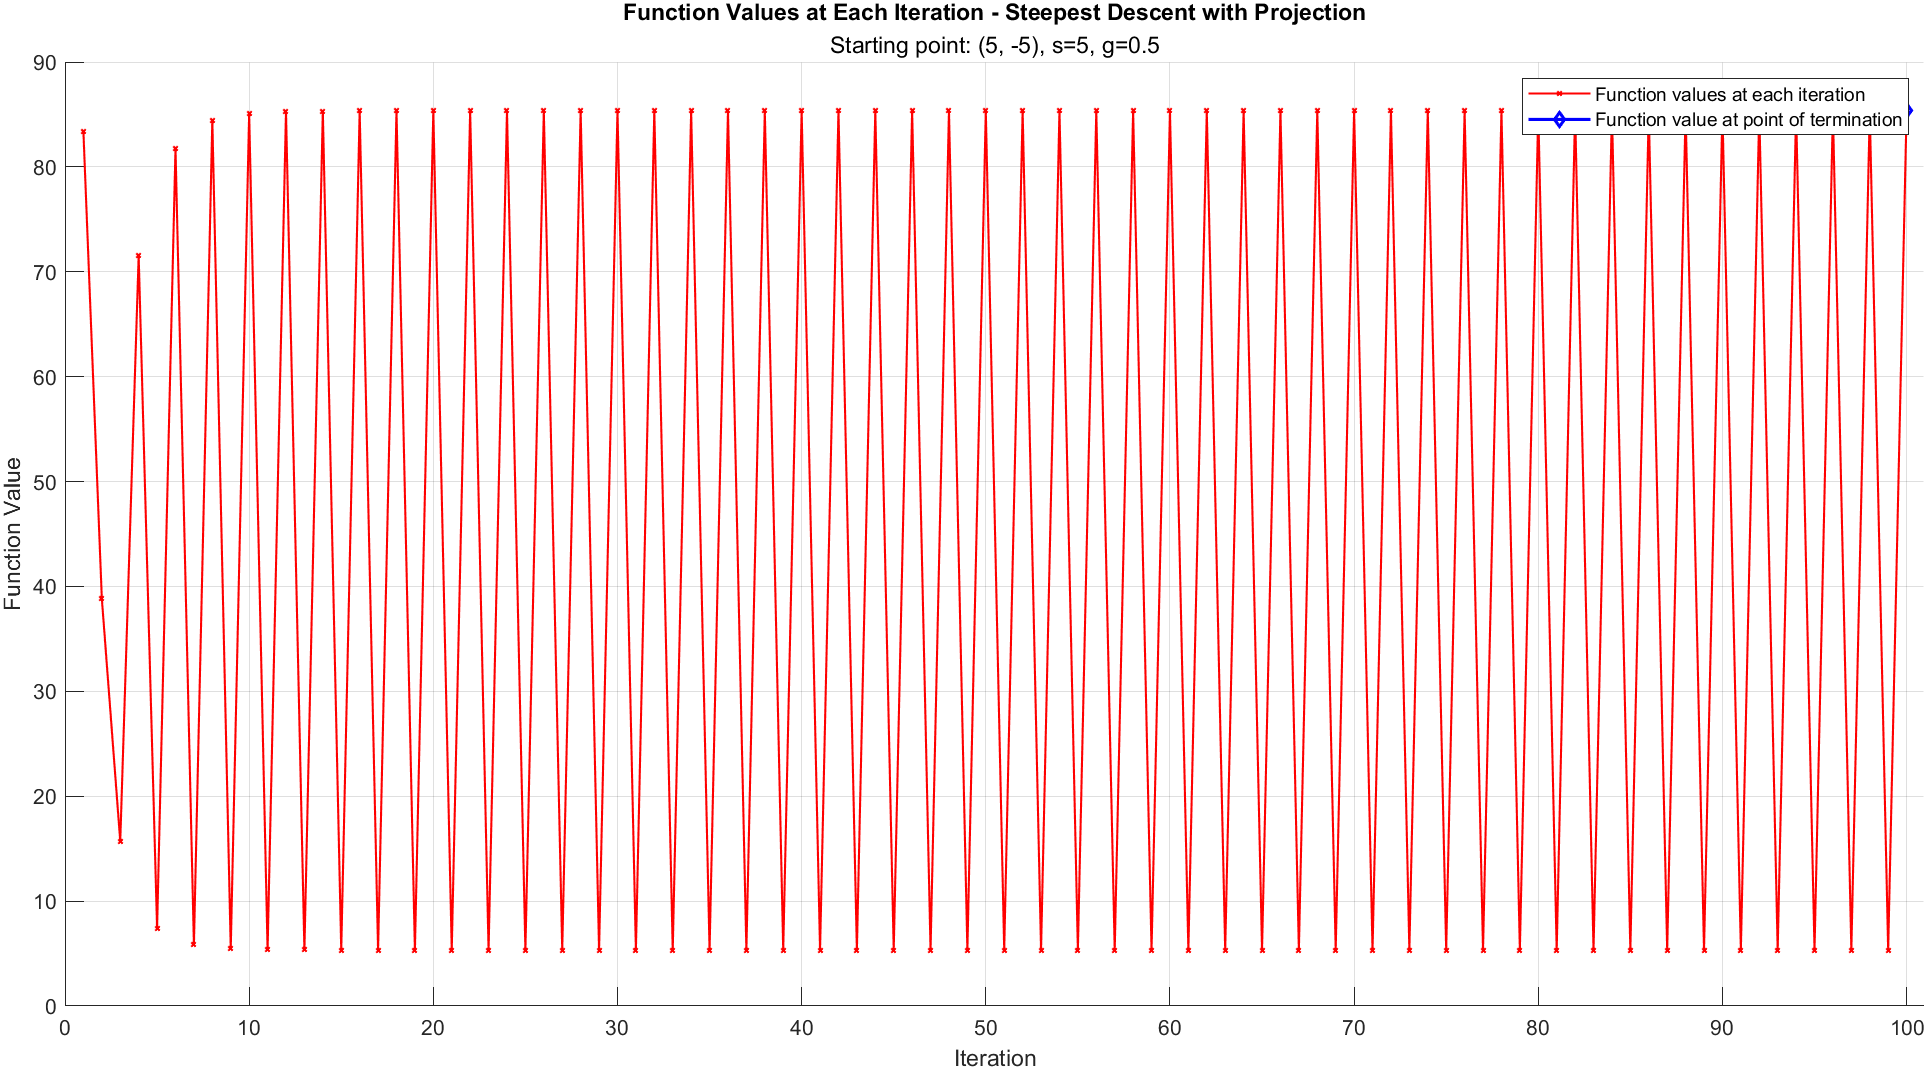 Function Values at Each Iteration - Steepest Descent with Projection
Starting point: (5, -5), s=5, g=0.5
Function values at each iteration
Function value at point of termination
Function Value
90
80
70
60
50
40
30
20
10
0
0 10 20 30 40 50 60 70 80 90 100
Iteration